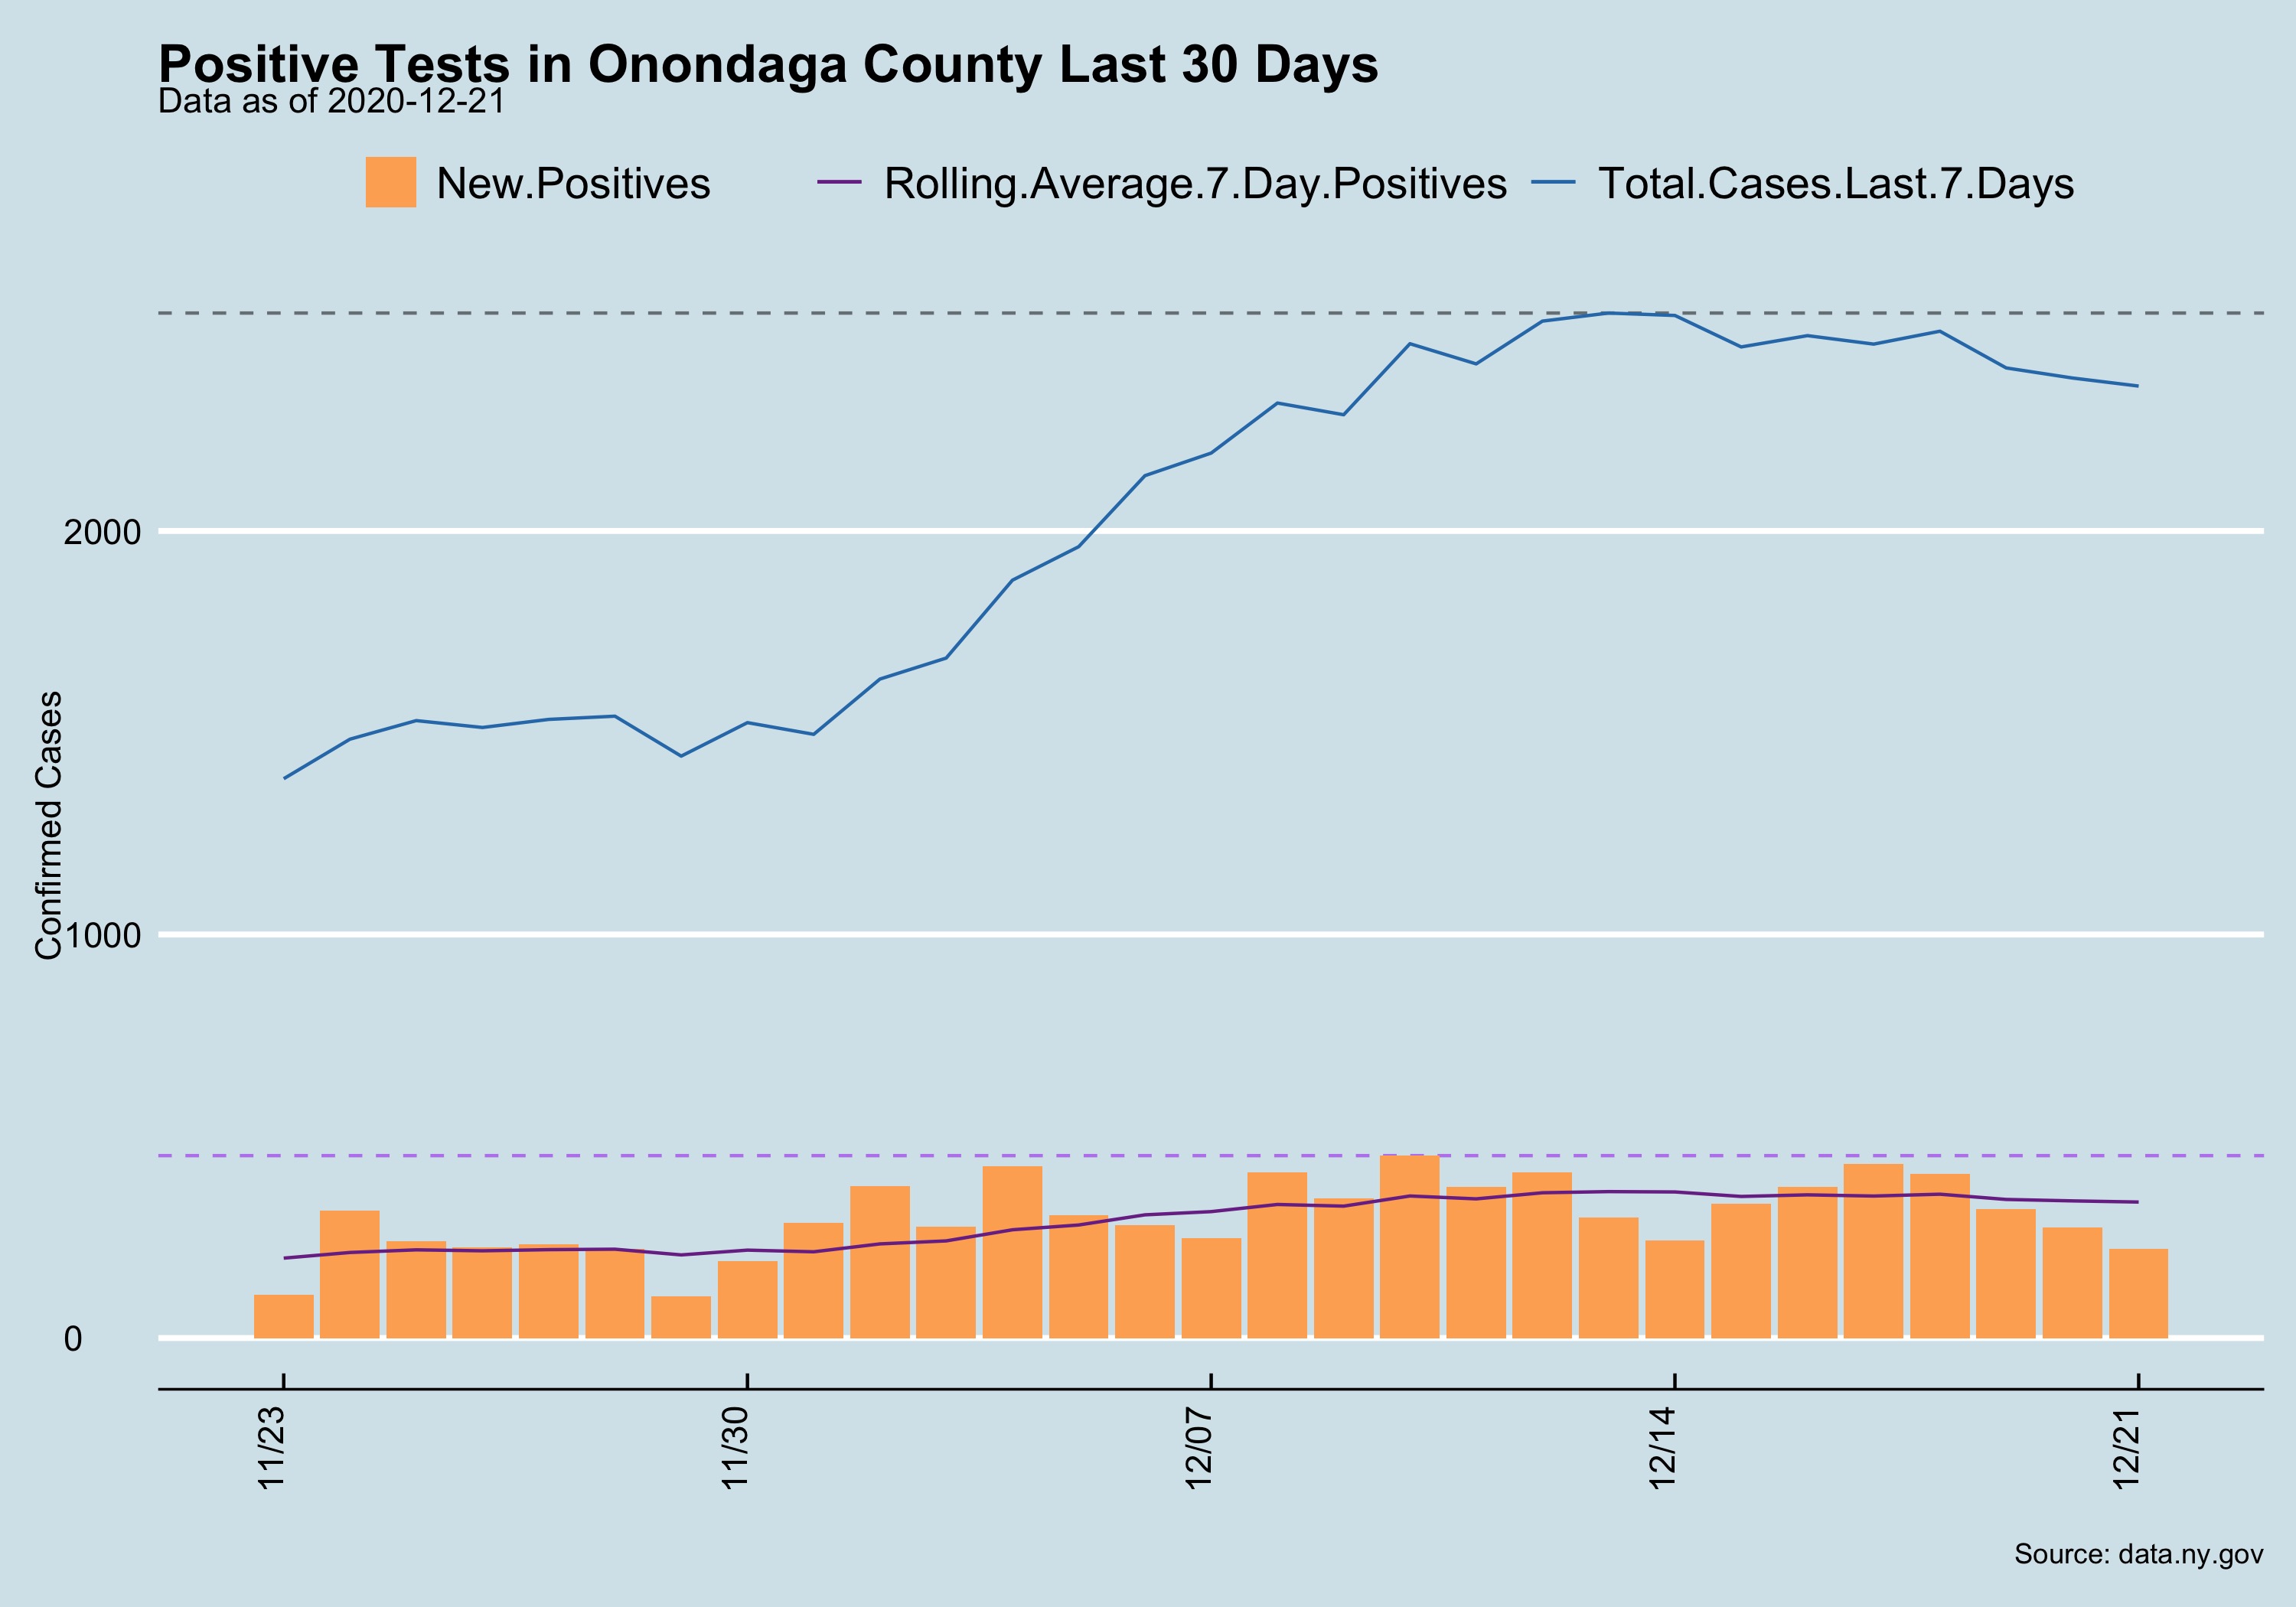 Positive Tests in Onondaga County Last 30 Days
Data as of 2020-12-21
New.Positives
Rolling.Average.7.Day.Positives
Total.Cases.Last.7.Days
Confirmed Cases
2000
1000
0
11/23
11/30
12/07
12/14
12/21
Source: data.ny.gov